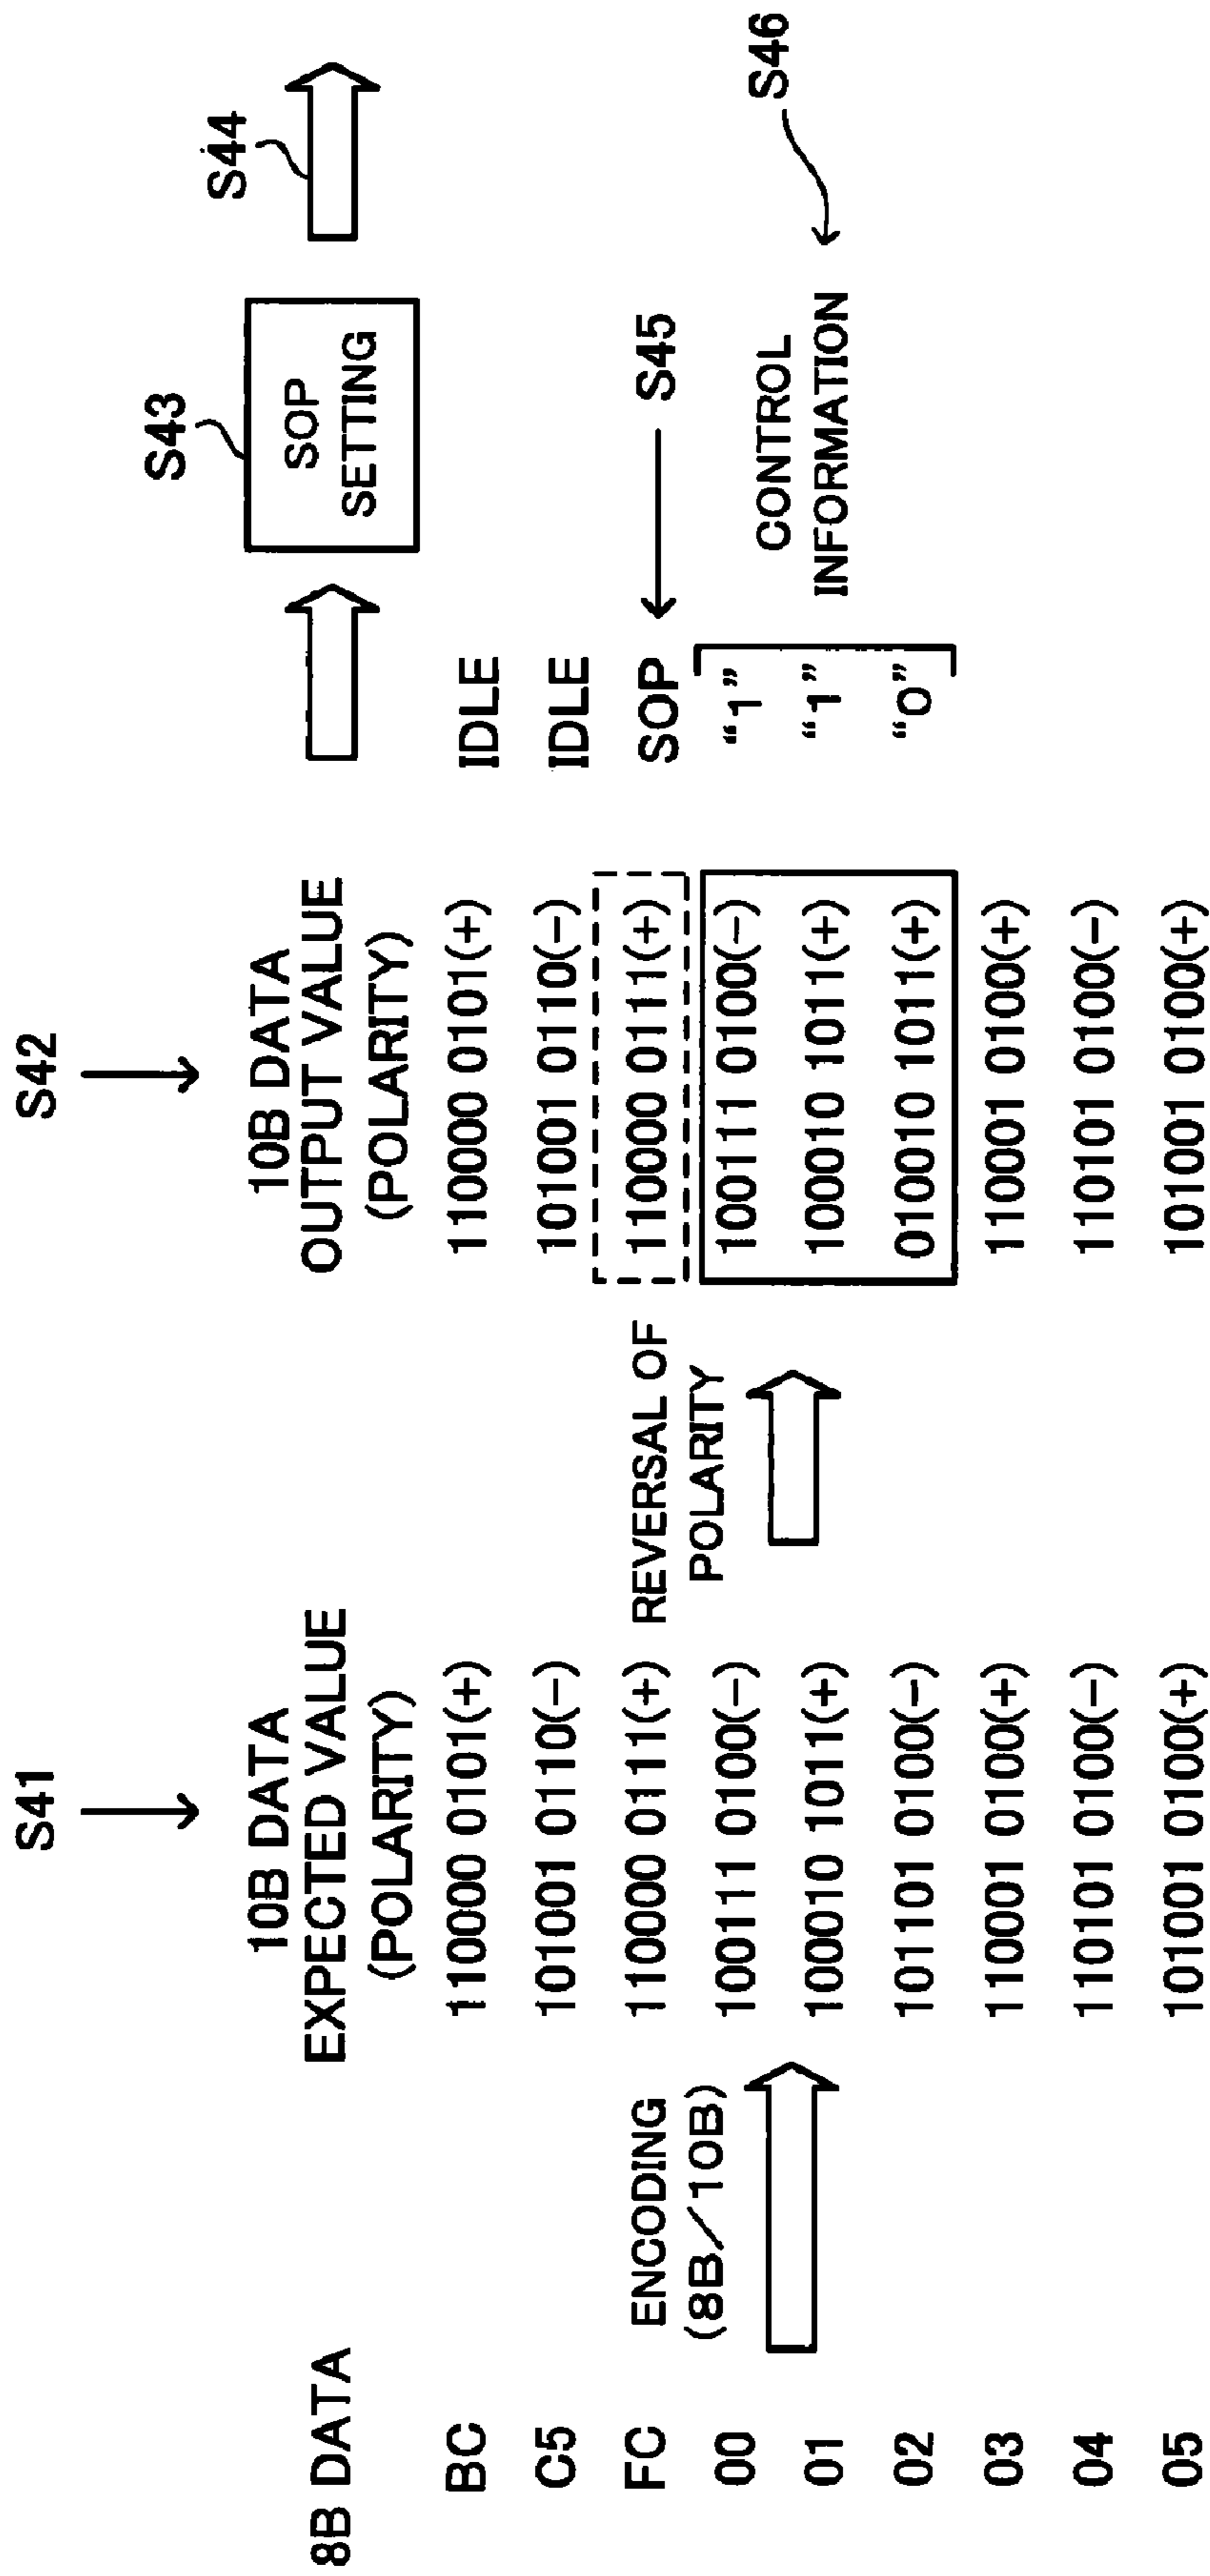 S41
S42
S43
S44
8B DATA
10B DATA
EXPECTED VALUE
(POLARITY)
10B DATA
OUTPUT VALUE
(POLARITY)
SOP
SETTING
BC
110000 0101(+)
110000 0101(+)
IDLE
C5
101001 0110(-)
101001 0110(-)
IDLE
FC
110000 0111(+)
110000 0111(+)
SOP
S45
ENCODING
(8B/10B)
REVERSAL OF
POLARITY
00
100111 0100(-)
100111 0100(-)
"1"
01
100010 1011(+)
100010 1011(+)
"1"
02
101101 0100(-)
010010 1011(+)
"0"
CONTROL
INFORMATION
S46
03
110001 0100(+)
110001 0100(+)
04
110101 0100(-)
110101 0100(-)
05
101001 0100(+)
101001 0100(+)